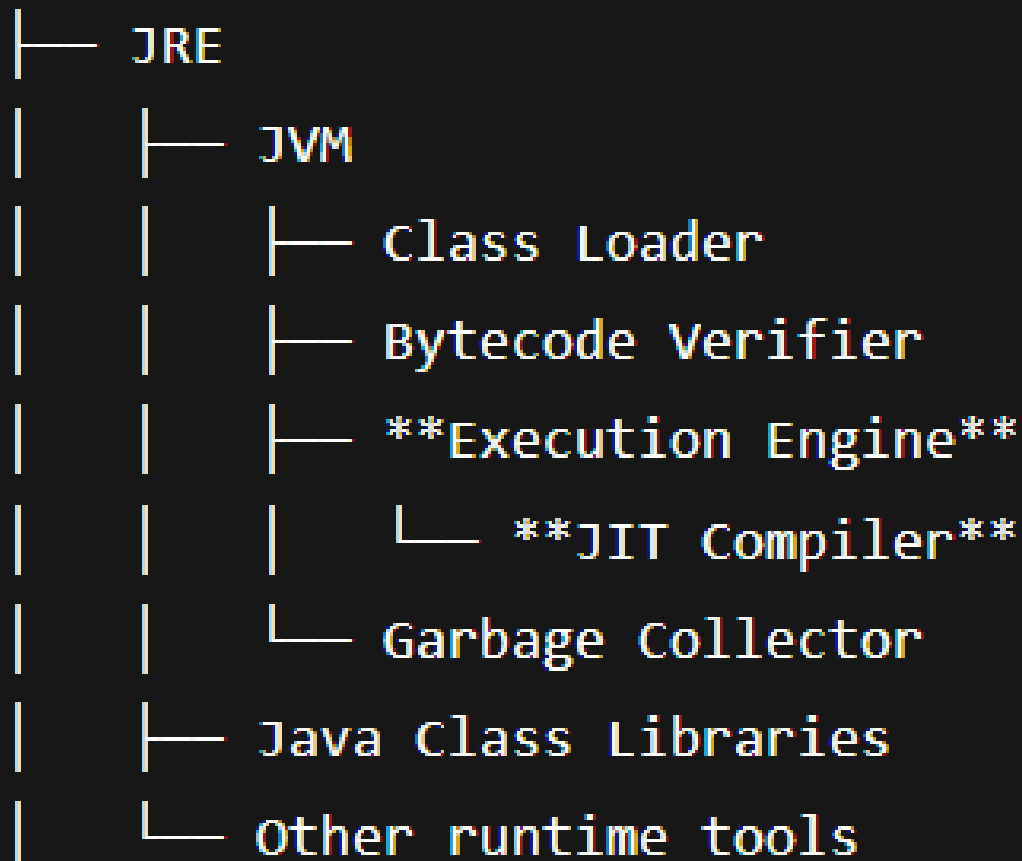 ├── JRE
│   ├── JVM
│   │   ├── Class Loader
│   │   ├── Bytecode Verifier
│   │   ├── **Execution Engine**
│   │   │   └── **JIT Compiler**
│   │   └── Garbage Collector
│   ├── Java Class Libraries
│   └── Other runtime tools